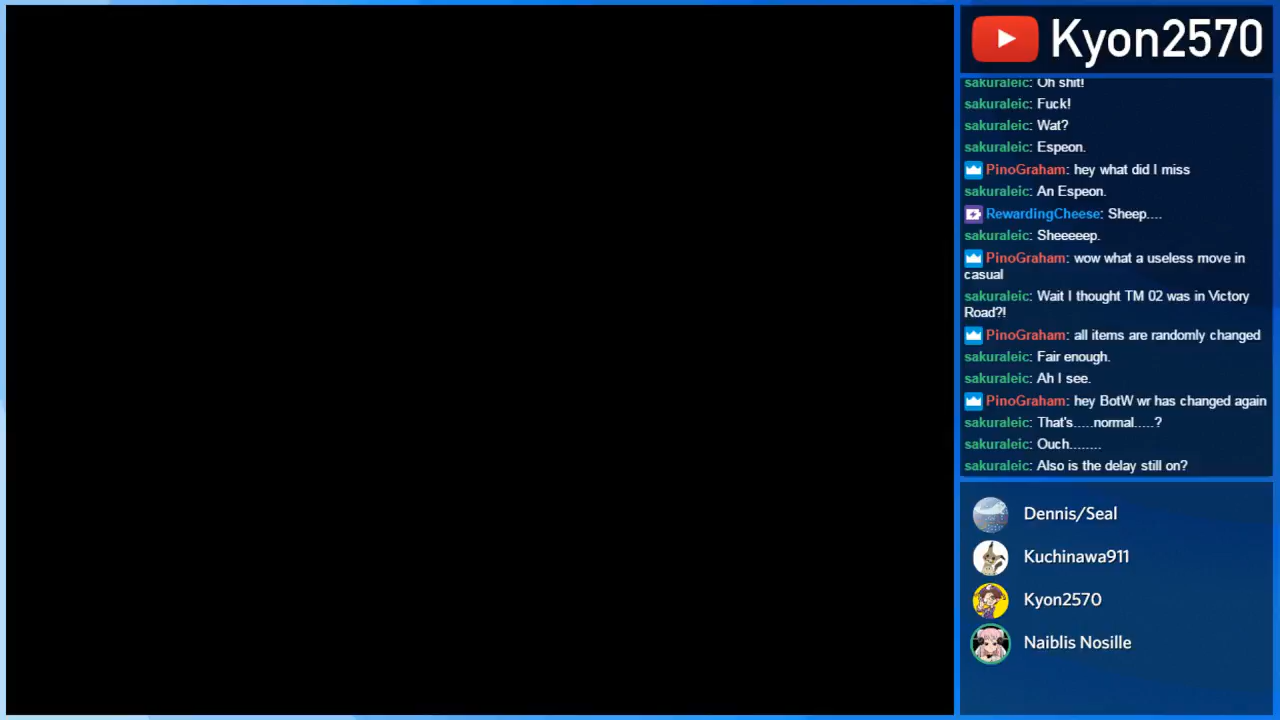 Kyon2570
sakuraleic: Oh shit!
sakuraleic: Fuck!
sakuraleic: Wat?
sakuraleic: Espeon.
PinoGraham: hey what did I miss
sakuraleic: An Espeon.
RewardingCheese: Sheep....
sakuraleic: Sheeeeep.
PinoGraham: wow what a useless move in
casual
sakuraleic: Wait I thought TM 02 was in Victory
Road?!
PinoGraham: all items are randomly changed
sakuraleic: Fair enough.
sakuraleic: Ah I see.
PinoGraham: hey BotW wr has changed again
sakuraleic: That's.....normal.....?
sakuraleic: Ouch........
sakuraleic: Also is the delay still on?
Dennis/Seal
Kuchinawa911
Kyon2570
Naiblis Nosille